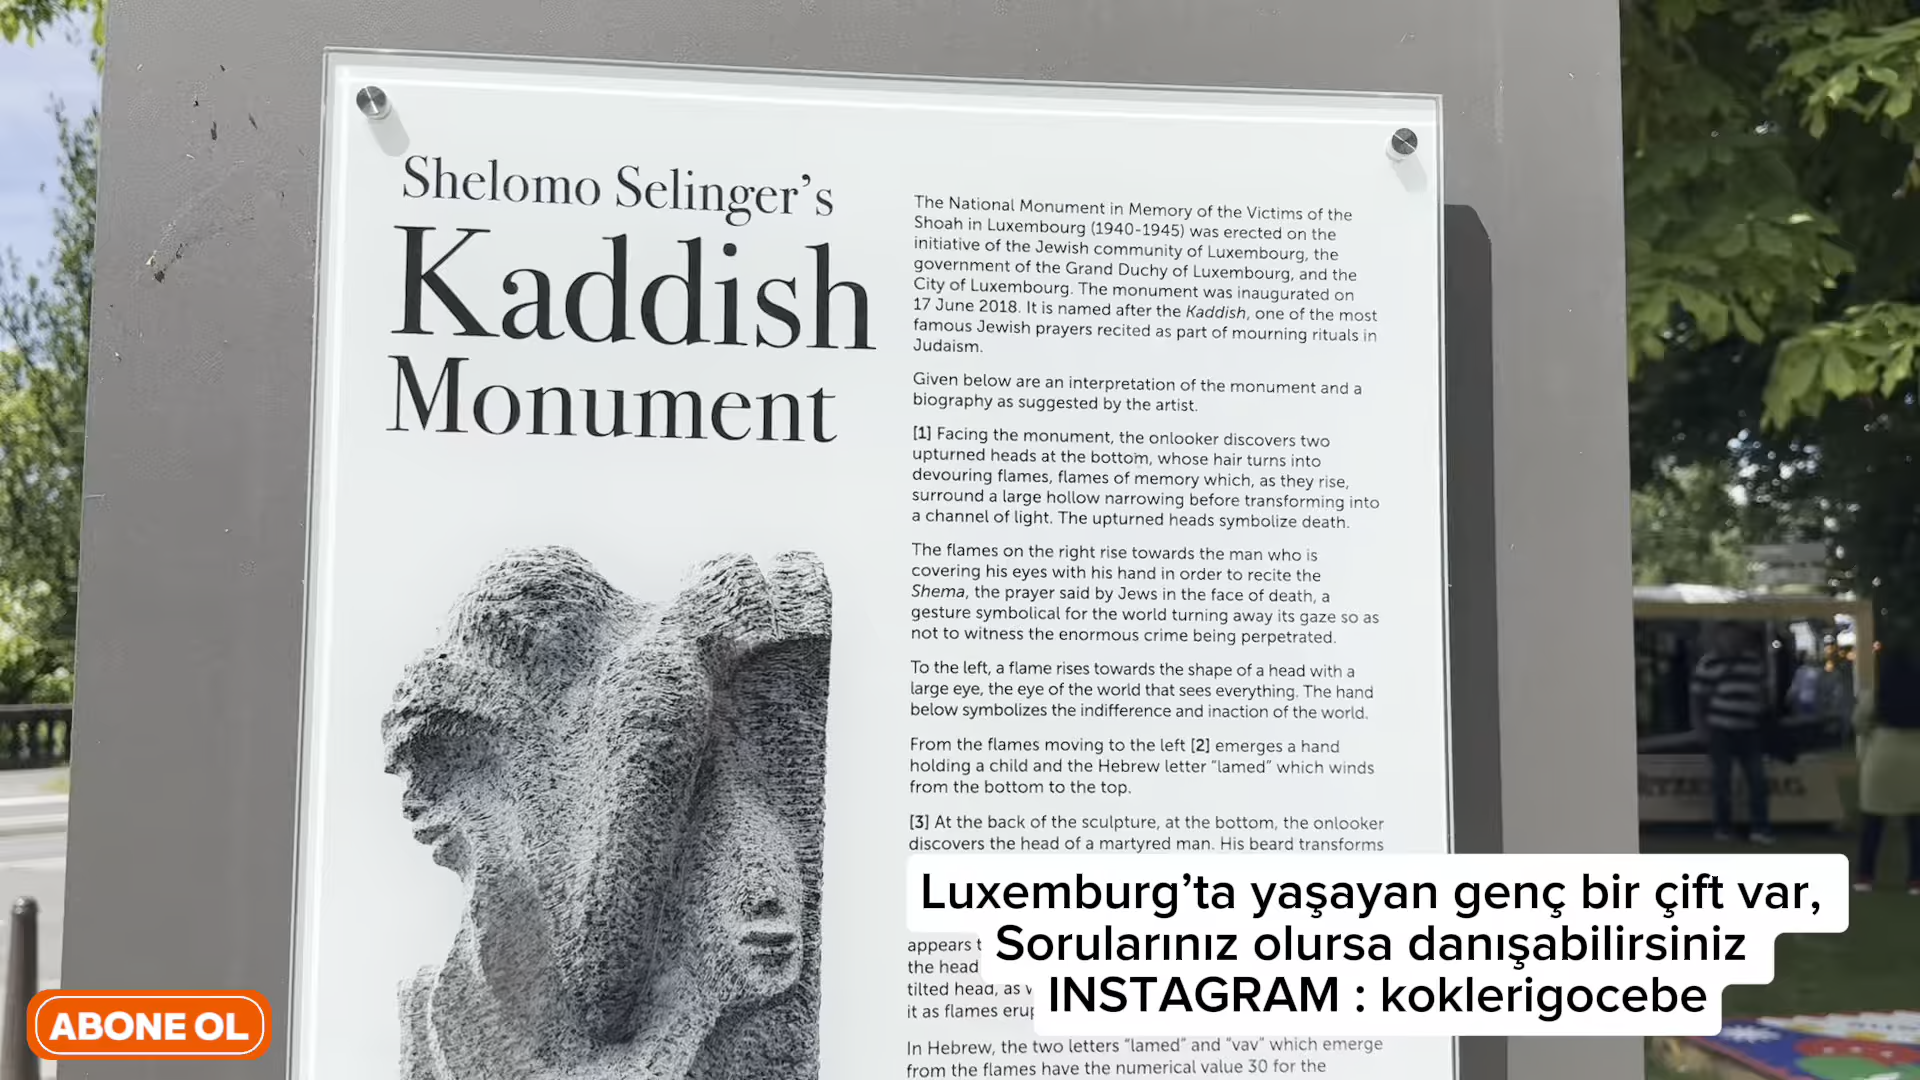 Shelomo Selinger’s
Kaddish
Monument
The National Monument in Memory of the Victims of the
Shoah in Luxembourg (1940-1945) was erected on the
initiative of the Jewish community of Luxembourg, the
government of the Grand Duchy of Luxembourg, and the
City of Luxembourg. The monument was inaugurated on
17 June 2018. It is named after the Kaddish, one of the most
famous Jewish prayers recited as part of mourning rituals in
Judaism.
Given below are an interpretation of the monument and a
biography as suggested by the artist.
[1] Facing the monument, the onlooker discovers two
upturned heads at the bottom, whose hair turns into
devouring flames, flames of memory which, as they rise,
surround a large hollow narrowing before transforming into
a channel of light. The upturned heads symbolize death.
The flames on the right rise towards the man who is
covering his eyes with his hand in order to recite the
Shema, the prayer said by Jews in the face of death, a
gesture symbolical for the world turning away its gaze so as
not to witness the enormous crime being perpetrated.
To the left, a flame rises towards the shape of a head with a
large eye, the eye of the world that sees everything. The hand
below symbolizes the indifference and inaction of the world.
From the flames moving to the left [2] emerges a hand
holding a child and the Hebrew letter “lamed” which winds
from the bottom to the top.
[3] At the back of the sculpture, at the bottom, the onlooker
discovers the head of a martyred man. His beard transforms
appears
the head
tilted head, as
it as flames
In Hebrew, the two letters “lamed” and “vav” which emerge
from the flames have the numerical value 30 for the
Luxemburg’ta yaşayan genç bir çift var,
Sorularınız olursa danışabilirsiniz
INSTAGRAM : koklerigocebe
ABONE OL